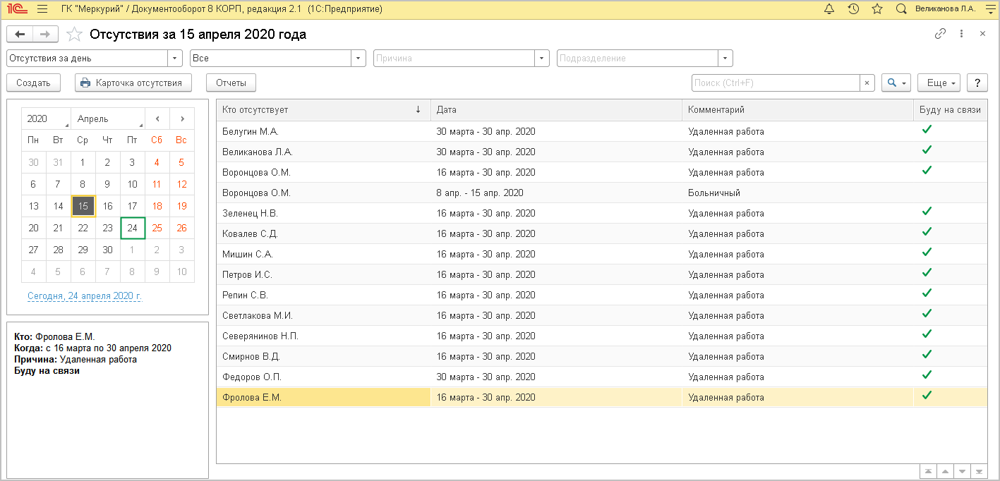 1С ГК "Меркурий" / Документооборот 8 КОРП, редакция 2.1 (1С:Предприятие) Великанова Л.А.
Отсутствия за 15 апреля 2020 года
Отсутствия за день Все Причина Подразделение
Создать Карточка отсутствия Отчеты Поиск (Ctrl+F) × Еще ?
2020 Апрель
Пн Вт Ср Чт Пт Сб Вс
30 31 1 2 3 4 5
6 7 8 9 10 11 12
13 14 15 16 17 18 19
20 21 22 23 24 25 26
27 28 29 30 1 2 3
4 5 6 7 8 9 10
Сегодня, 24 апреля 2020 г.
Кто: Фролова Е.М.
Когда: с 16 марта по 30 апреля 2020
Причина: Удаленная работа
Буду на связи
Кто отсутствует Дата Комментарий Буду на связи
Белугин М.А. 30 марта - 30 апр. 2020 Удаленная работа
Великанова Л.А. 30 марта - 30 апр. 2020 Удаленная работа
Воронцова О.М. 16 марта - 30 апр. 2020 Удаленная работа
Воронцова О.М. 8 апр. - 15 апр. 2020 Больничный
Зеленец Н.В. 16 марта - 30 апр. 2020 Удаленная работа
Ковалев С.Д. 16 марта - 30 апр. 2020 Удаленная работа
Мишин С.А. 16 марта - 30 апр. 2020 Удаленная работа
Петров И.С. 16 марта - 30 апр. 2020 Удаленная работа
Репин С.В. 16 марта - 30 апр. 2020 Удаленная работа
Светлакова М.И. 16 марта - 30 апр. 2020 Удаленная работа
Северянинов Н.П. 16 марта - 30 апр. 2020 Удаленная работа
Смирнов В.Д. 16 марта - 30 апр. 2020 Удаленная работа
Федоров О.П. 30 марта - 30 апр. 2020 Удаленная работа
Фролова Е.М. 16 марта - 30 апр. 2020 Удаленная работа